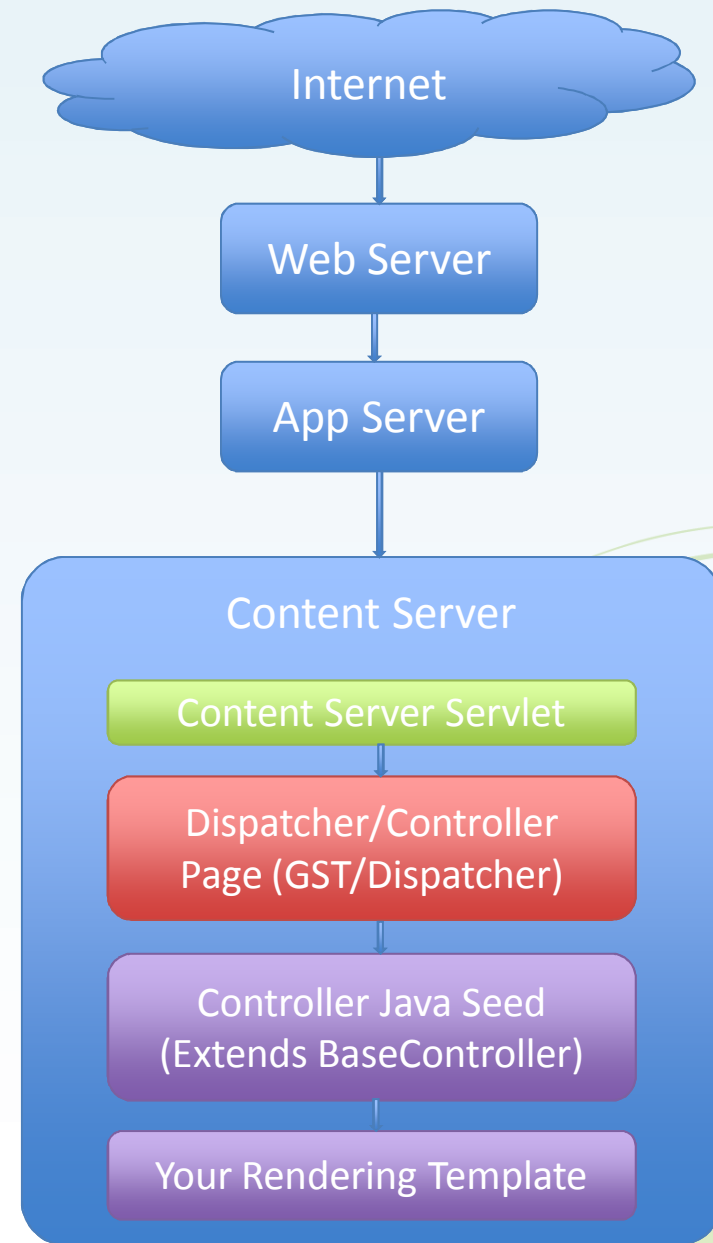 Internet
Web Server
App Server
Content Server
Content Server Servlet
Dispatcher/Controller
Page (GST/Dispatcher)
Controller Java Seed
(Extends BaseController)
Your Rendering Template